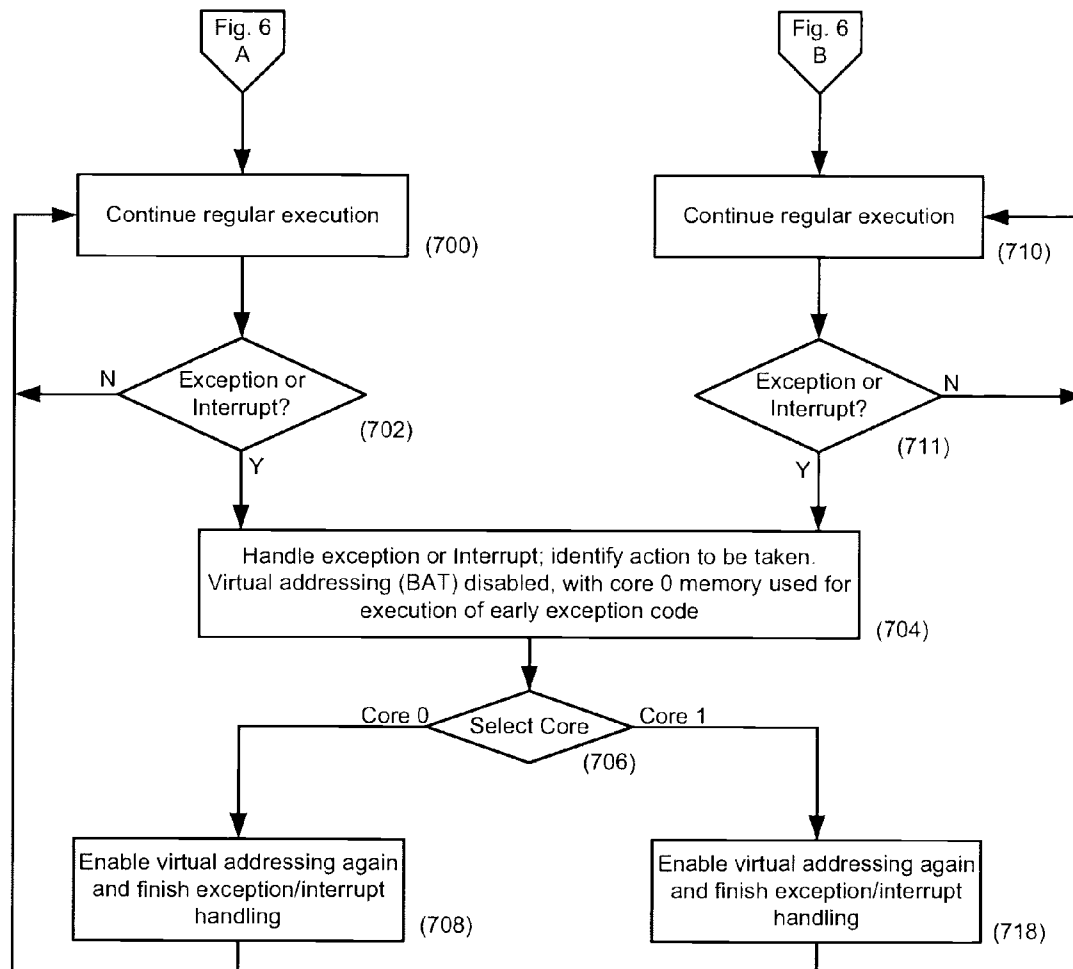 Fig. 6
A
Fig. 6
B
Continue regular execution
(700)
Continue regular execution
(710)
N
Exception or
Interrupt?
(702)
Y
Exception or
Interrupt?
N
(711)
Y
Handle exception or Interrupt; identify action to be taken.
Virtual addressing (BAT) disabled, with core 0 memory used for
execution of early exception code
(704)
Core 0
Select Core
Core 1
(706)
Enable virtual addressing again
and finish exception/interrupt
handling
(708)
Enable virtual addressing again
and finish exception/interrupt
handling
(718)